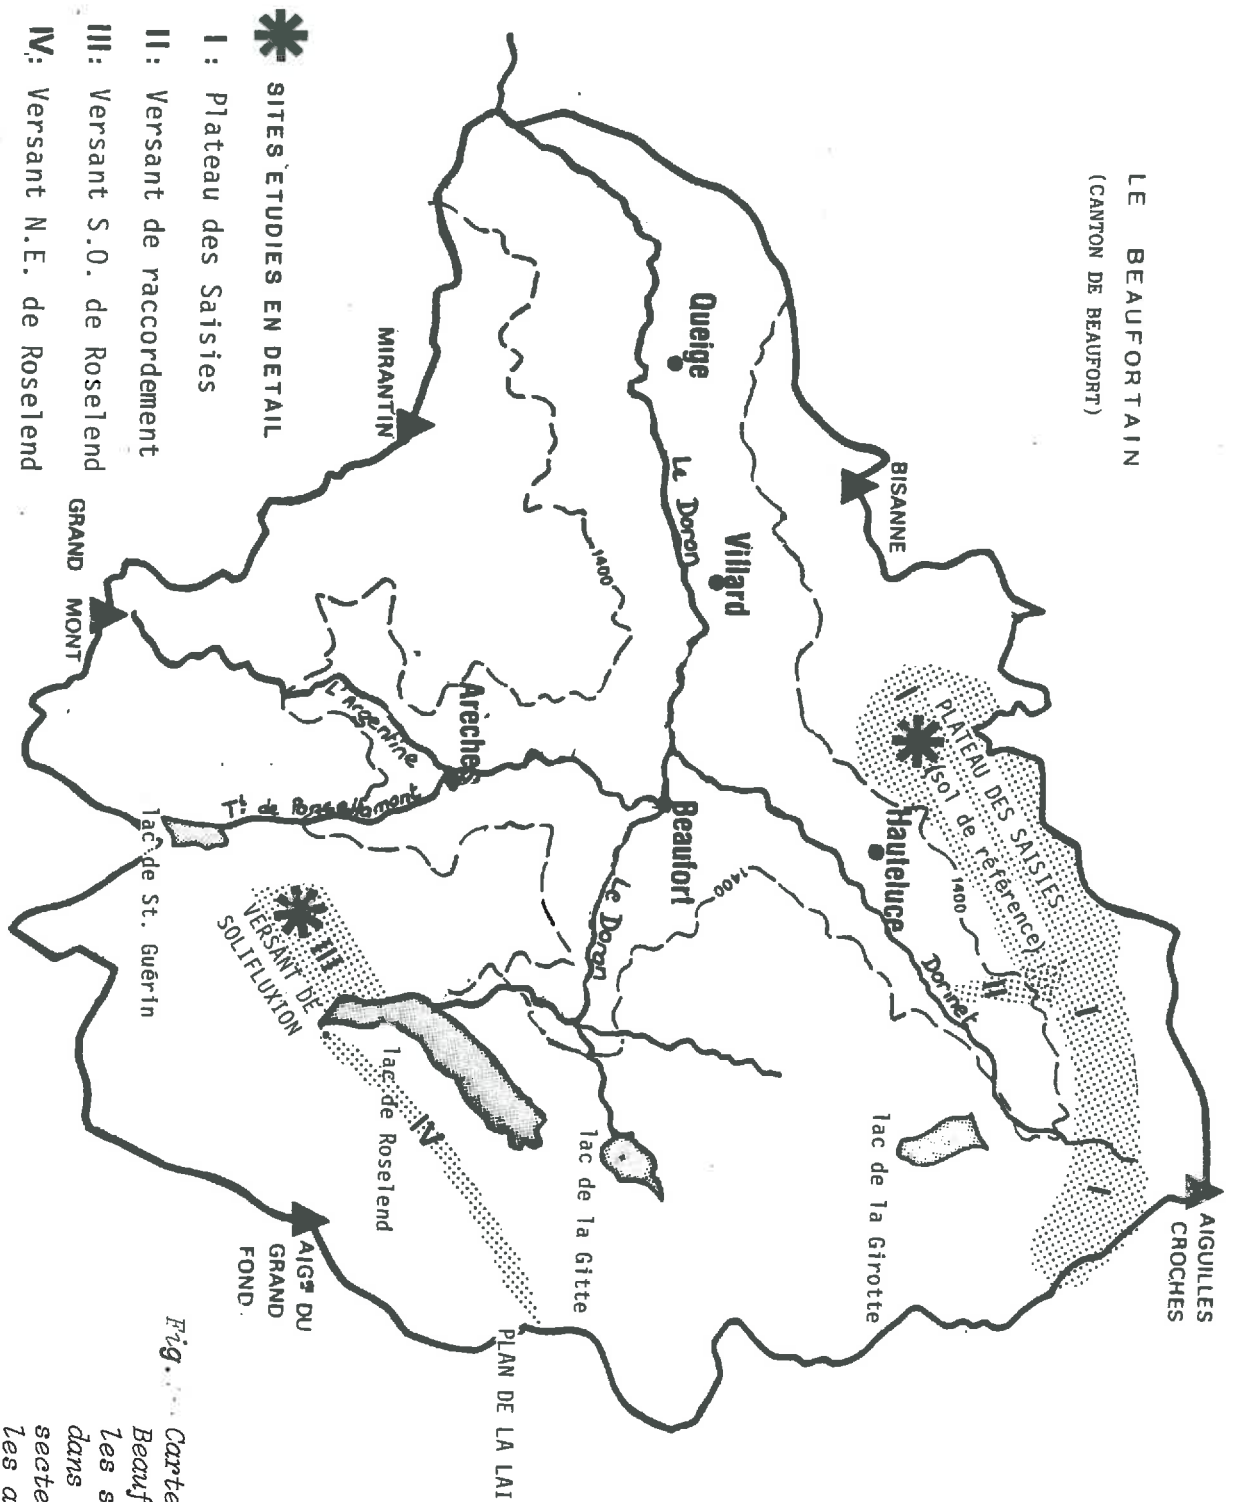 LE BEAUFORTAIN
(CANTON DE BEAUFORT)
AIGUILLES
CROCHES
BISANNE
I
PLATEAU DES SAISIES
(sol de référence)
I
I
1400
II
Hauteluce
Dorinet
lac de la Girotte
Queige
Villard
Le Doron
1400
1400
Beaufort
Le Doron
lac de la Gitte
MIRANTIN
Arèches
L'Argentine
Tt de Poncellamont
lac de Roselend
IV
III
VERSANT DE
SOLIFLUXION
PLAN DE LA LAI
GRAND MONT
lac de St. Guérin
AIGS DU
GRAND
FOND
SITES ETUDIES EN DETAIL
I: Plateau des Saisies
II: Versant de raccordement
III: Versant S.O. de Roselend
IV: Versant N.E. de Roselend
Fig... Carte
Beauf
les s
dans
secte
les a